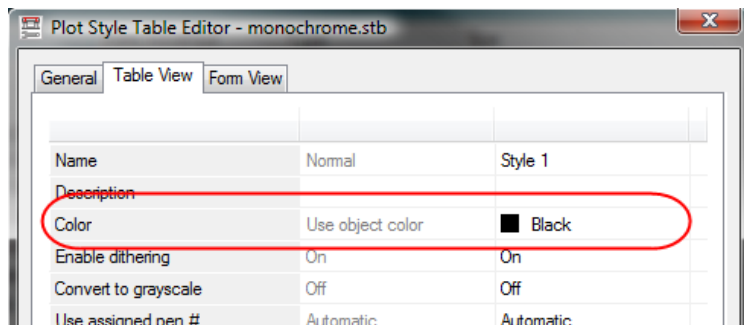 Plot Style Table Editor - monochrome.stb
General Table View Form View
Name Normal Style 1
Description
Color Use object color Black
Enable dithering On On
Convert to grayscale Off Off
Use assigned pen # Automatic Automatic